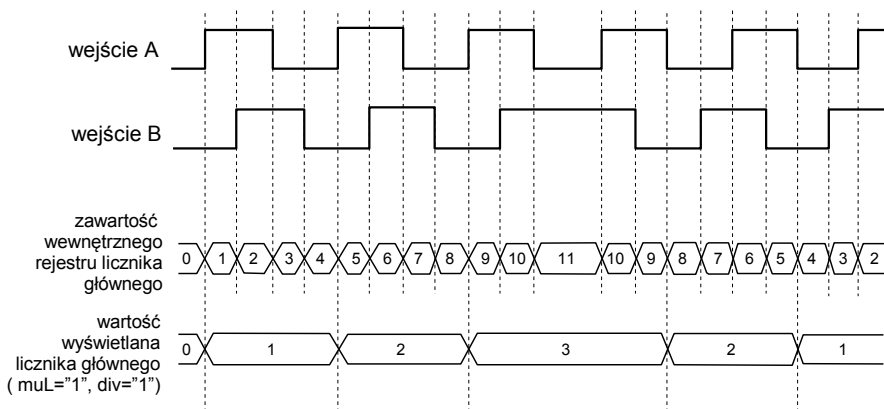 wejście A
wejście B
zawartość
wewnętrznego
rejestru licznika
głównego
0 1 2 3 4 5 6 7 8 9 10 11 10 9 8 7 6 5 4 3 2
wartość
wyświetlana
licznika głównego
( muL="1", div="1")
0 1 2 3 2 1